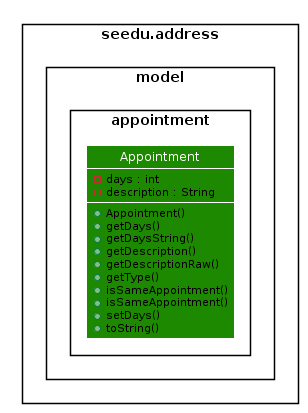 seedu.address
model
appointment
Appointment
days : int
description : String
Appointment()
getDays()
getDaysString()
getDescription()
getDescriptionRaw()
getType()
isSameAppointment()
isSameAppointment()
setDays()
toString()